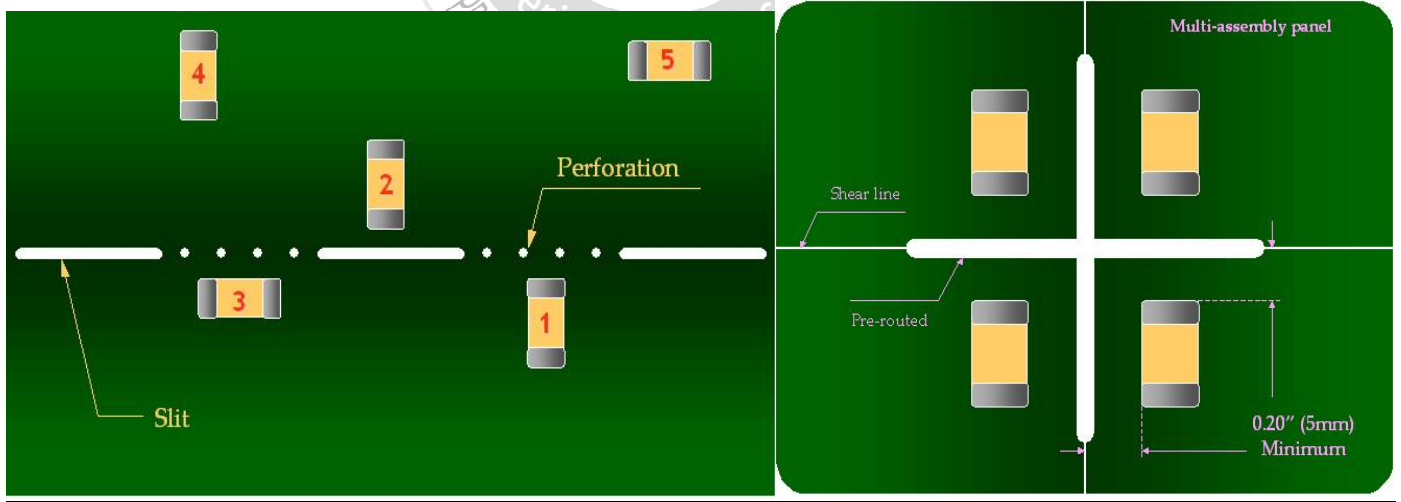 4
5
2
Perforation
3
1
Slit
Multi-assembly panel
Shear line
Pre-routed
0.20" (5mm)
Minimum